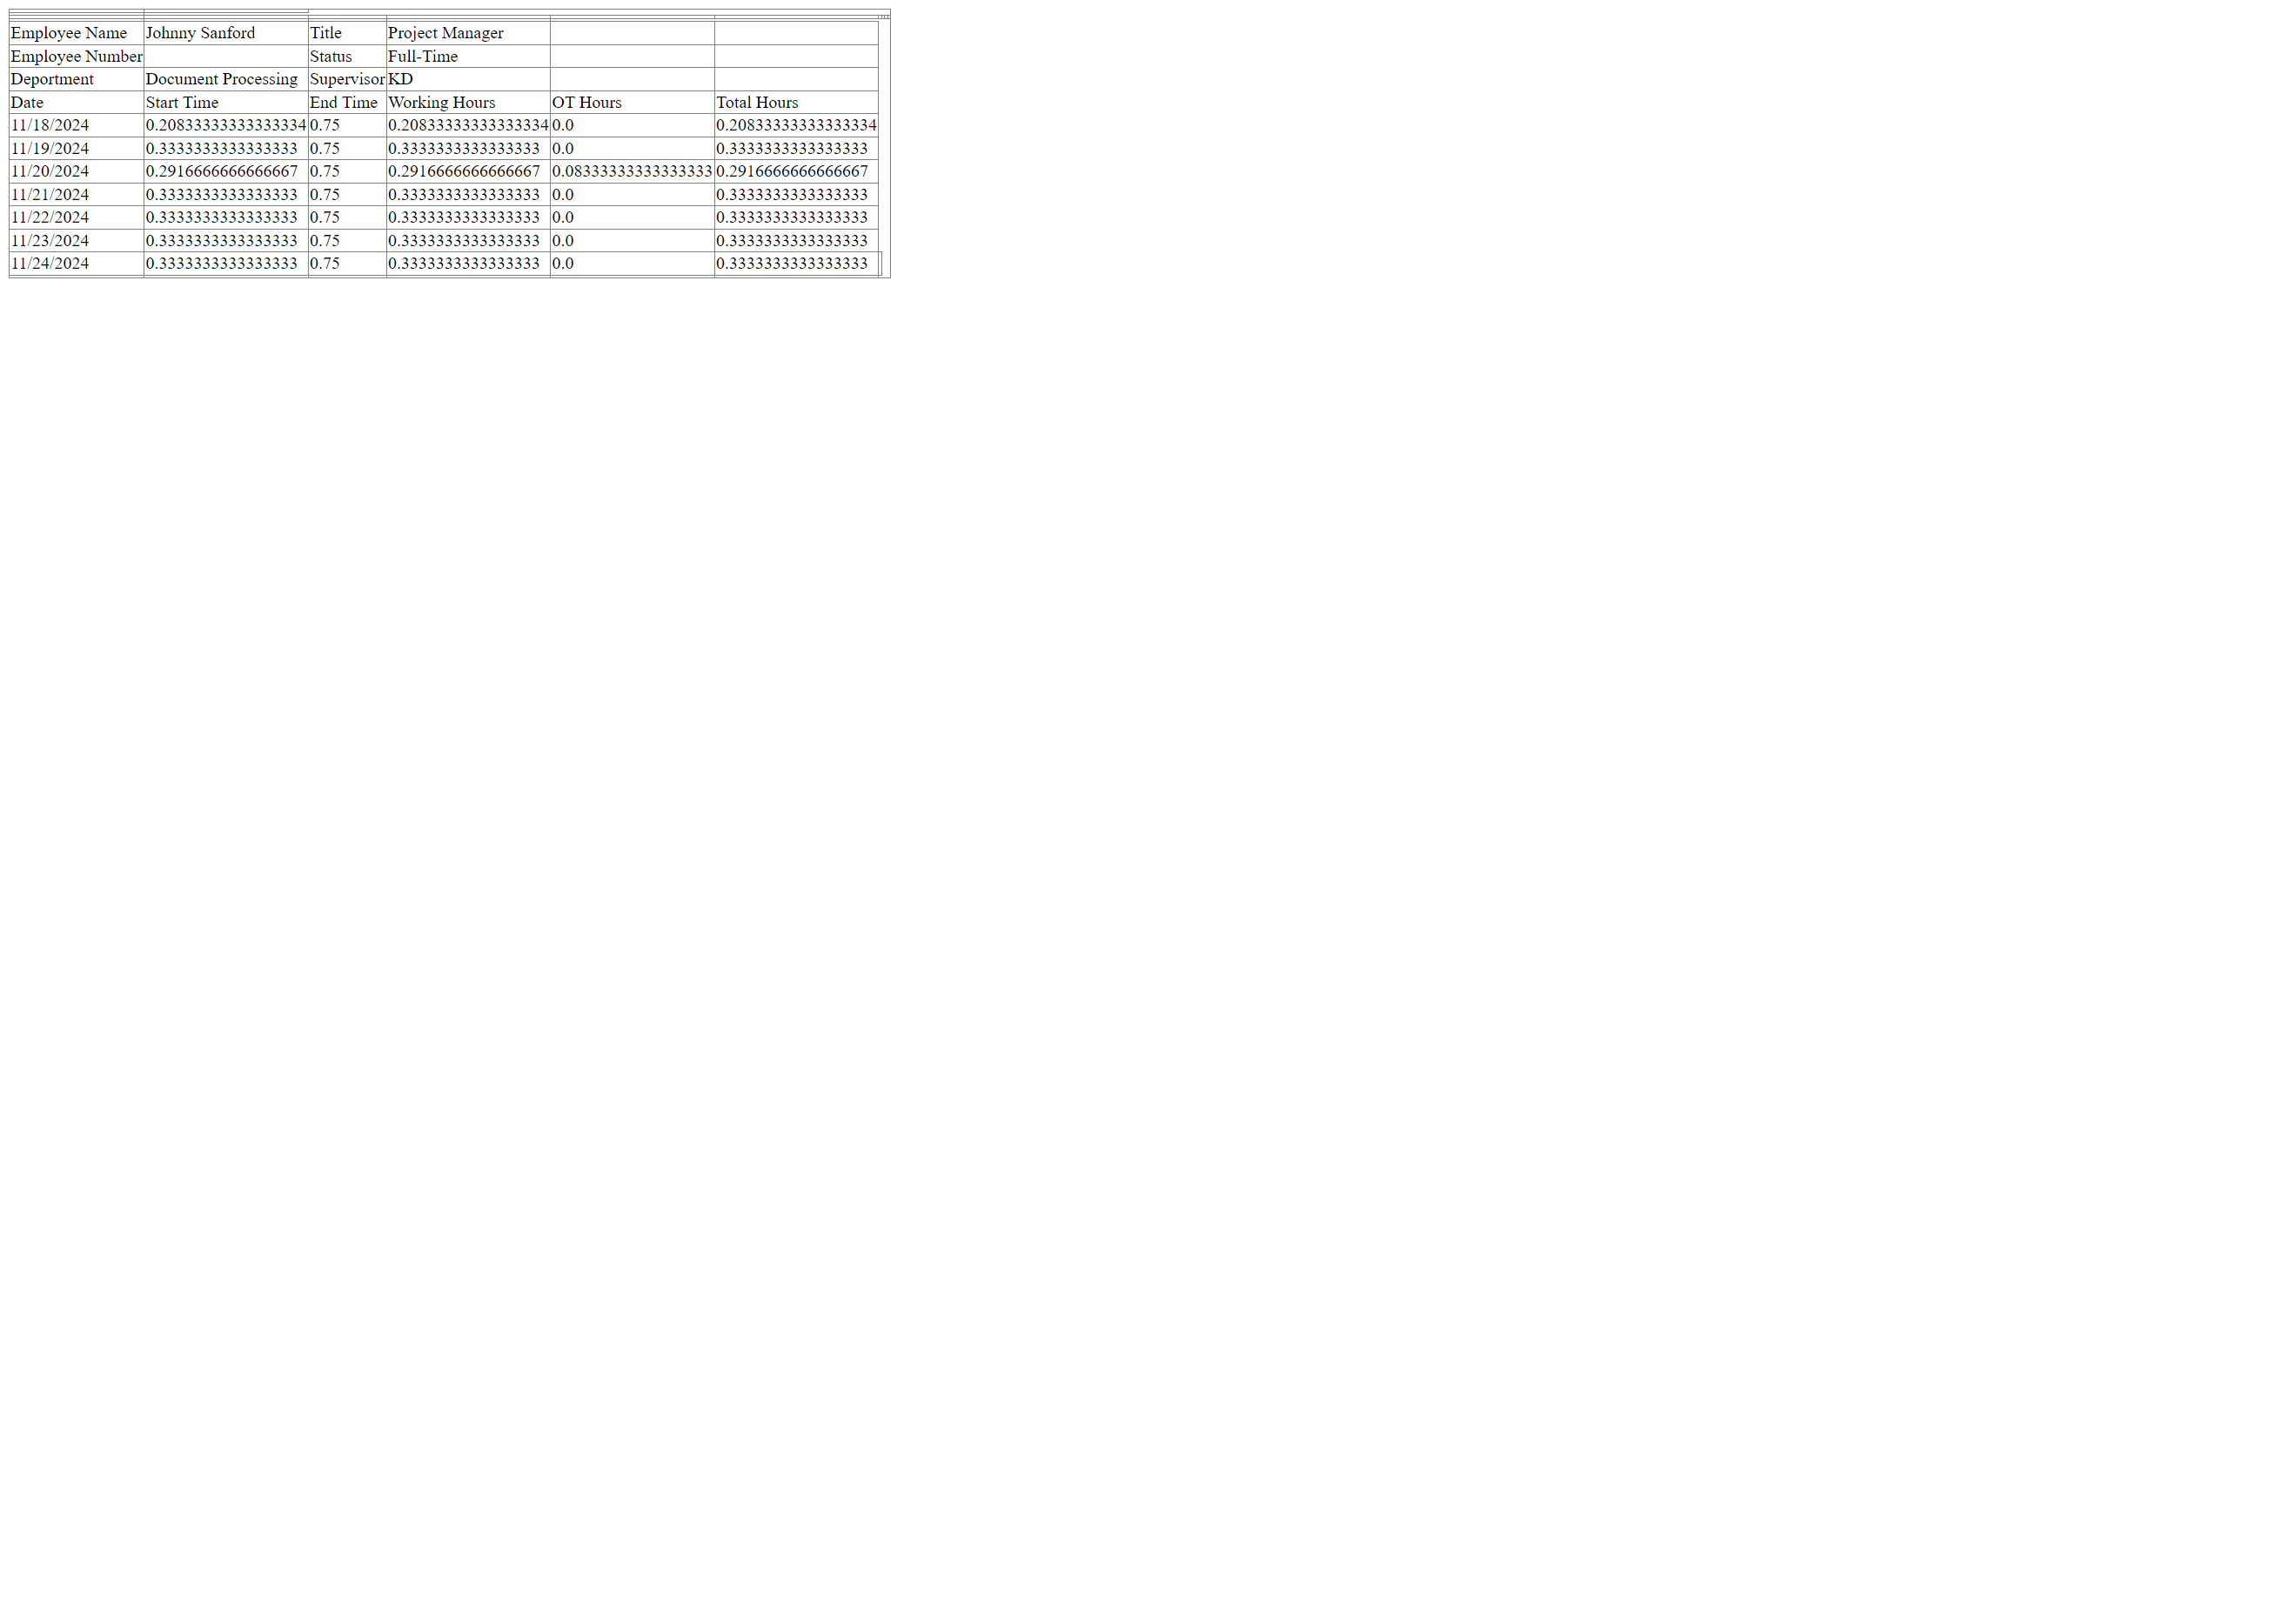 Employee Name Johnny Sanford Title Project Manager
Employee Number Status Full-Time
Deportment Document Processing Supervisor KD
Date Start Time End Time Working Hours OT Hours Total Hours
11/18/2024 0.20833333333333334 0.75 0.20833333333333334 0.0 0.20833333333333334
11/19/2024 0.3333333333333333 0.75 0.3333333333333333 0.0 0.3333333333333333
11/20/2024 0.2916666666666667 0.75 0.2916666666666667 0.08333333333333333 0.2916666666666667
11/21/2024 0.3333333333333333 0.75 0.3333333333333333 0.0 0.3333333333333333
11/22/2024 0.3333333333333333 0.75 0.3333333333333333 0.0 0.3333333333333333
11/23/2024 0.3333333333333333 0.75 0.3333333333333333 0.0 0.3333333333333333
11/24/2024 0.3333333333333333 0.75 0.3333333333333333 0.0 0.3333333333333333